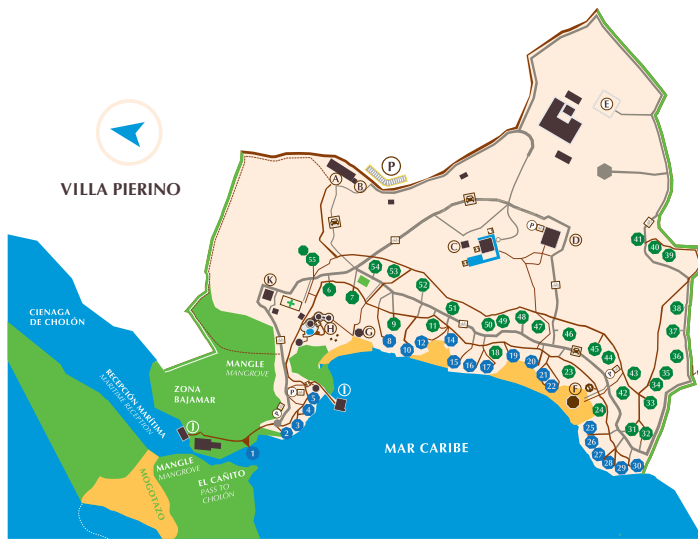 VILLA PIERINO
A
B
P
E
C
P
D
K
55
54
53
52
51
6
7
8
9
10
11
12
14
H
G
50
49
48
47
46
45
44
43
42
41
40
39
38
37
36
35
34
33
32
31
15
16
17
18
19
20
21
22
23
24
F
25
26
27
28
29
30
P
CIENAGA
DE CHOLÓN
RECEPCIÓN MARÍTIMA
MARITIME RECEPTION
MANGLE
MANGROVE
ZONA
BAJAMAR
P
5
4
3
2
1
I
J
MAR CARIBE
MANGLE
MANGROVE
EL CAÑITO
PASS TO
CHOLÓN
MOGOTAZO